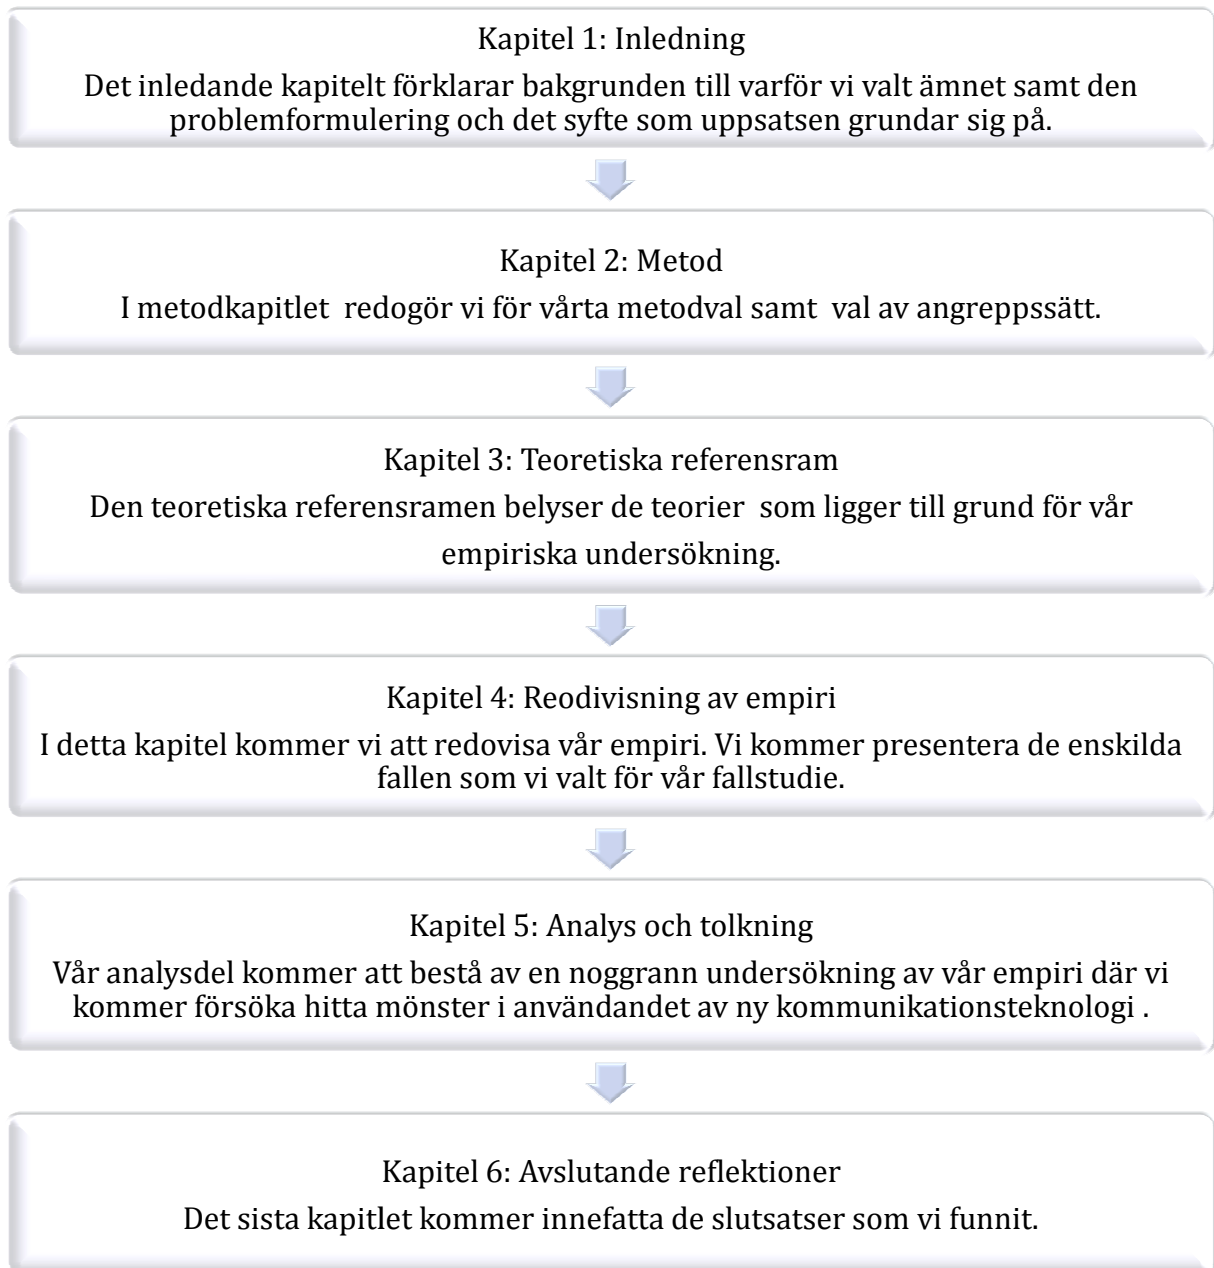 Kapitel 1: Inledning
Det inledande kapitelt förklarar bakgrunden till varför vi valt ämnet samt den
problemformulering och det syfte som uppsatsen grundar sig på.
Kapitel 2: Metod
I metodkapitlet  redogör vi för vårta metodval samt  val av angreppssätt.
Kapitel 3: Teoretiska referensram
Den teoretiska referensramen belyser de teorier  som ligger till grund för vår
empiriska undersökning.
Kapitel 4: Reodivisning av empiri
I detta kapitel kommer vi att redovisa vår empiri. Vi kommer presentera de enskilda
fallen som vi valt för vår fallstudie.
Kapitel 5: Analys och tolkning
Vår analysdel kommer att bestå av en noggrann undersökning av vår empiri där vi
kommer försöka hitta mönster i användandet av ny kommunikationsteknologi .
Kapitel 6: Avslutande reflektioner
Det sista kapitlet kommer innefatta de slutsatser som vi funnit.